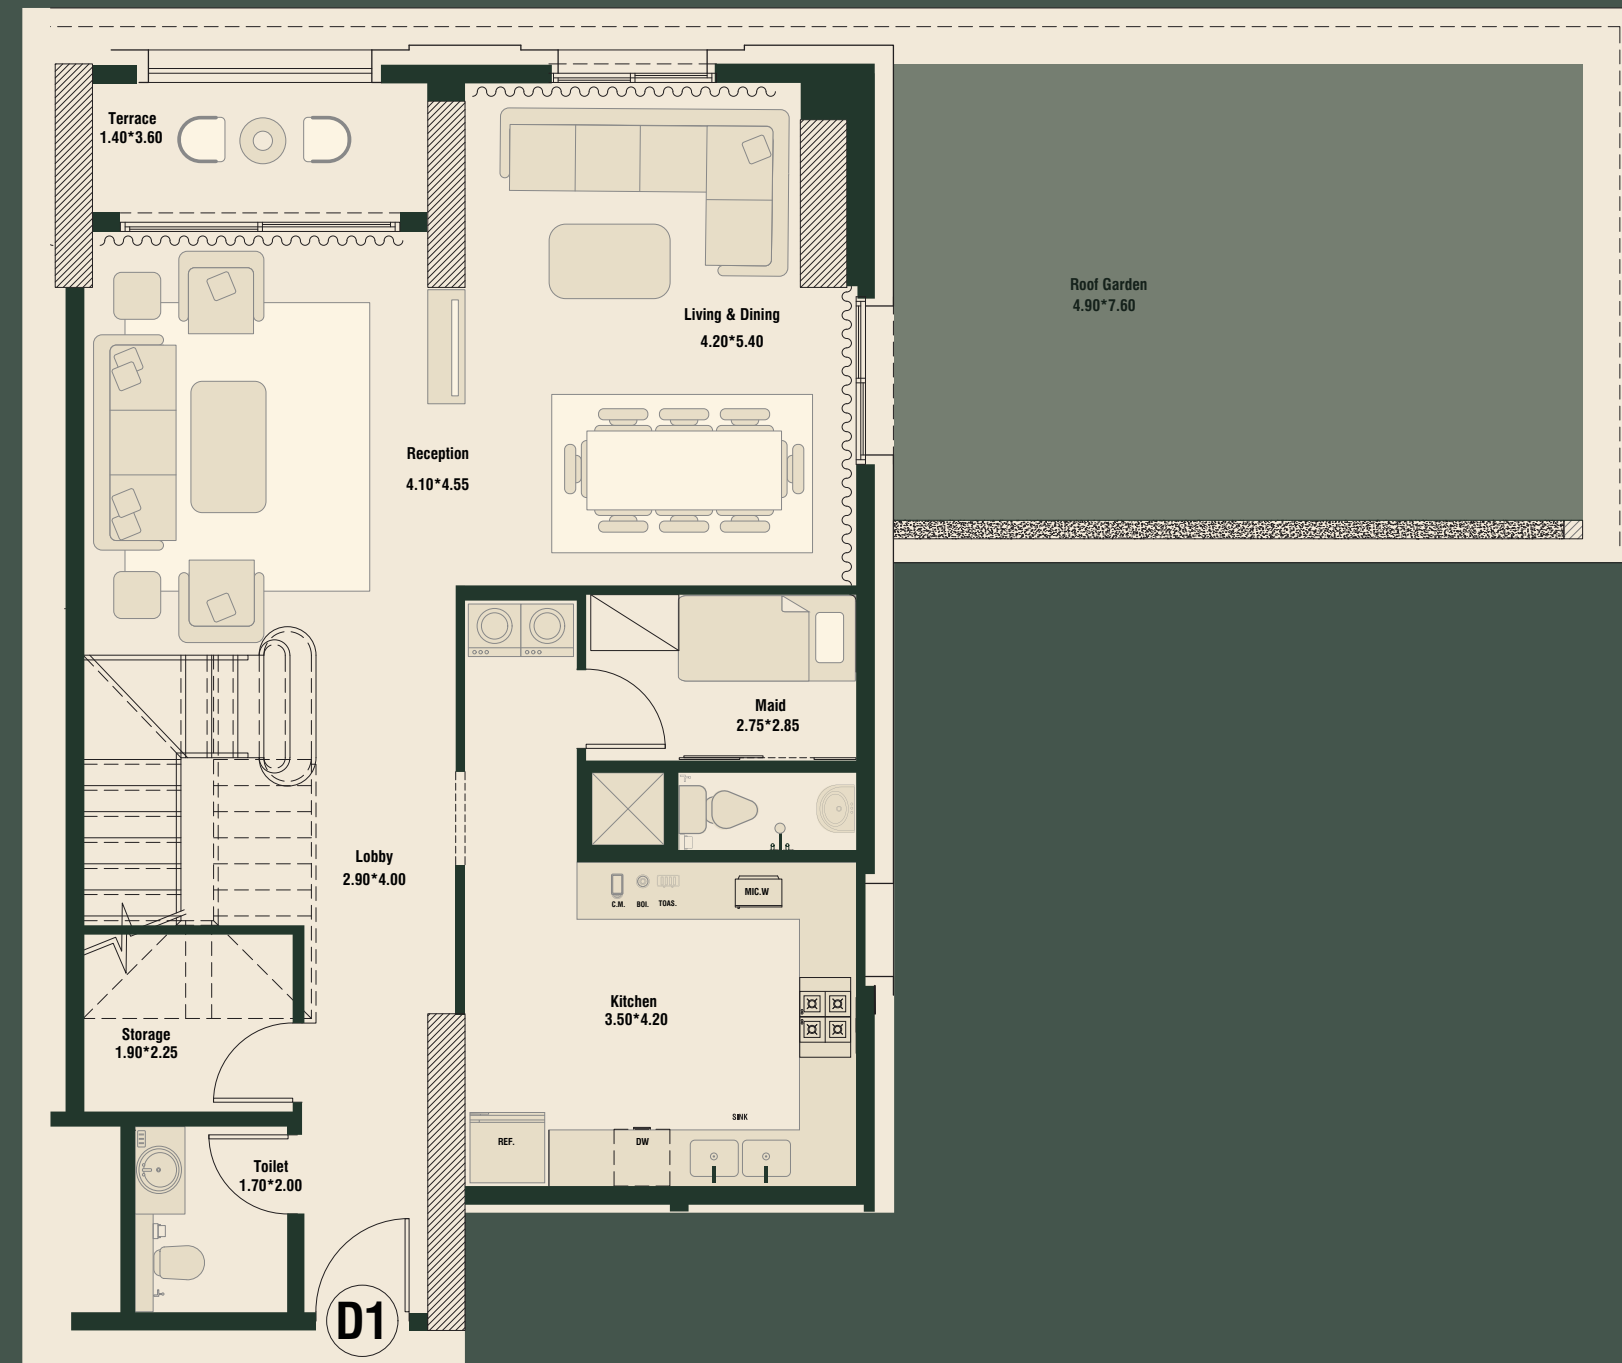 Terrace
1.40*3.60
Roof Garden
4.90*7.60
Living & Dining
4.20*5.40
Reception
4.10*4.55
Maid
2.75*2.85
Lobby
2.90*4.00
C.M.
BOI.
TOAS.
MIC.W
Kitchen
3.50*4.20
Storage
1.90*2.25
SINK
REF.
DW
Toilet
1.70*2.00
D1